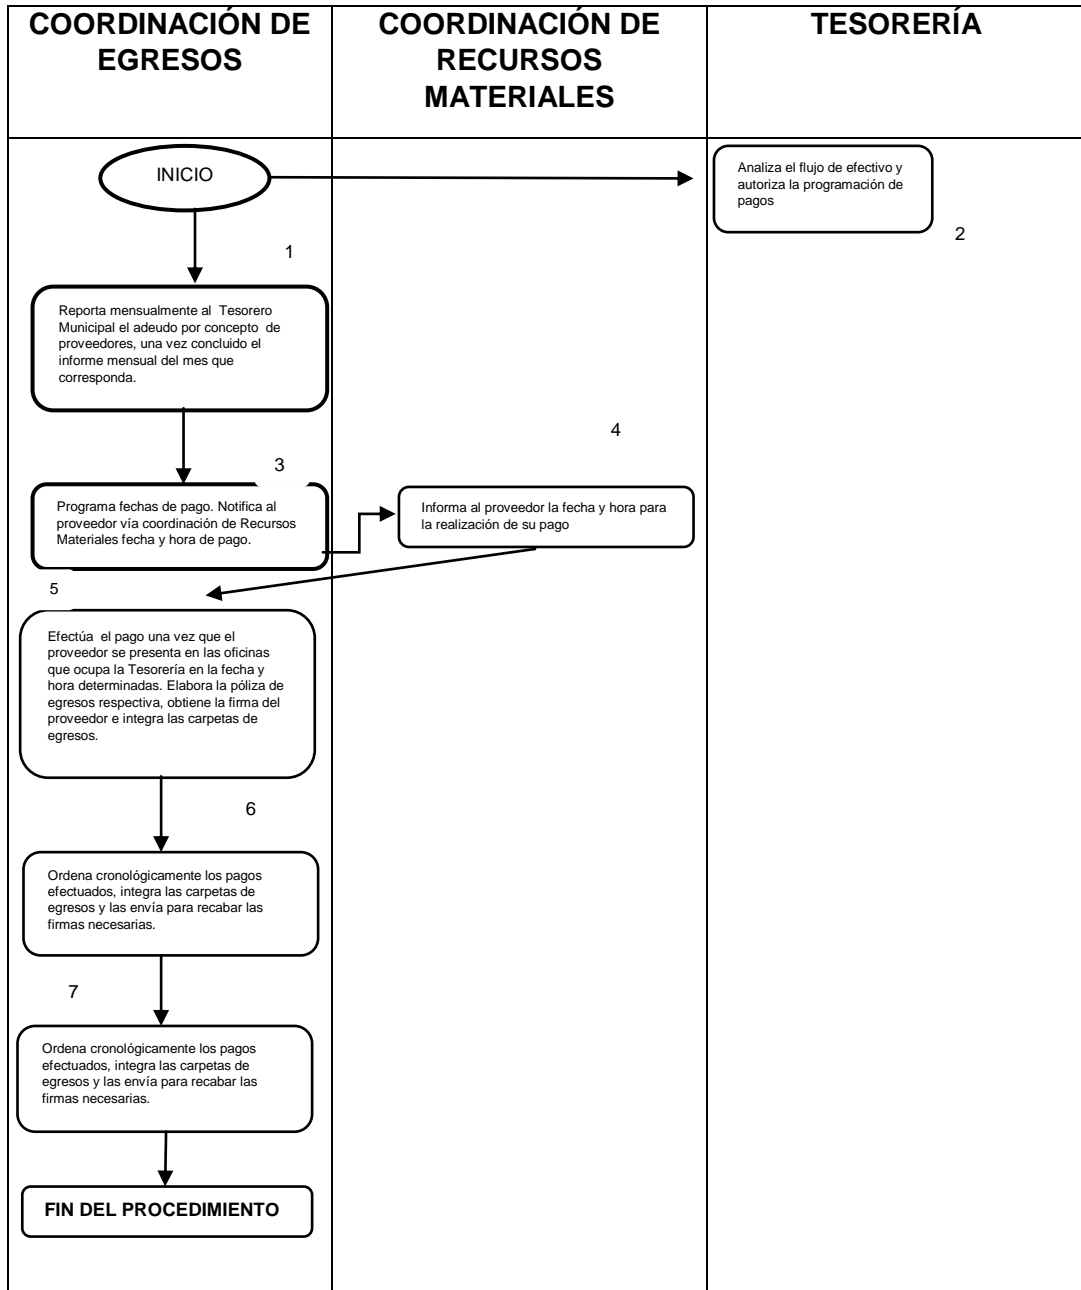 COORDINACIÓN DE
EGRESOS
COORDINACIÓN DE
RECURSOS
MATERIALES
TESORERÍA
INICIO
Analiza el flujo de efectivo y
autoriza la programación de
pagos
2
1
Reporta mensualmente al Tesorero
Municipal el adeudo por concepto de
proveedores, una vez concluido el
informe mensual del mes que
corresponda.
4
3
Programa fechas de pago. Notifica al
proveedor vía coordinación de Recursos
Materiales fecha y hora de pago.
Informa al proveedor la fecha y hora para
la realización de su pago
5
Efectúa el pago una vez que el
proveedor se presenta en las oficinas
que ocupa la Tesorería en la fecha y
hora determinadas. Elabora la póliza de
egresos respectiva, obtiene la firma del
proveedor e integra las carpetas de
egresos.
6
Ordena cronológicamente los pagos
efectuados, integra las carpetas de
egresos y las envía para recabar las
firmas necesarias.
7
Ordena cronológicamente los pagos
efectuados, integra las carpetas de
egresos y las envía para recabar las
firmas necesarias.
FIN DEL PROCEDIMIENTO